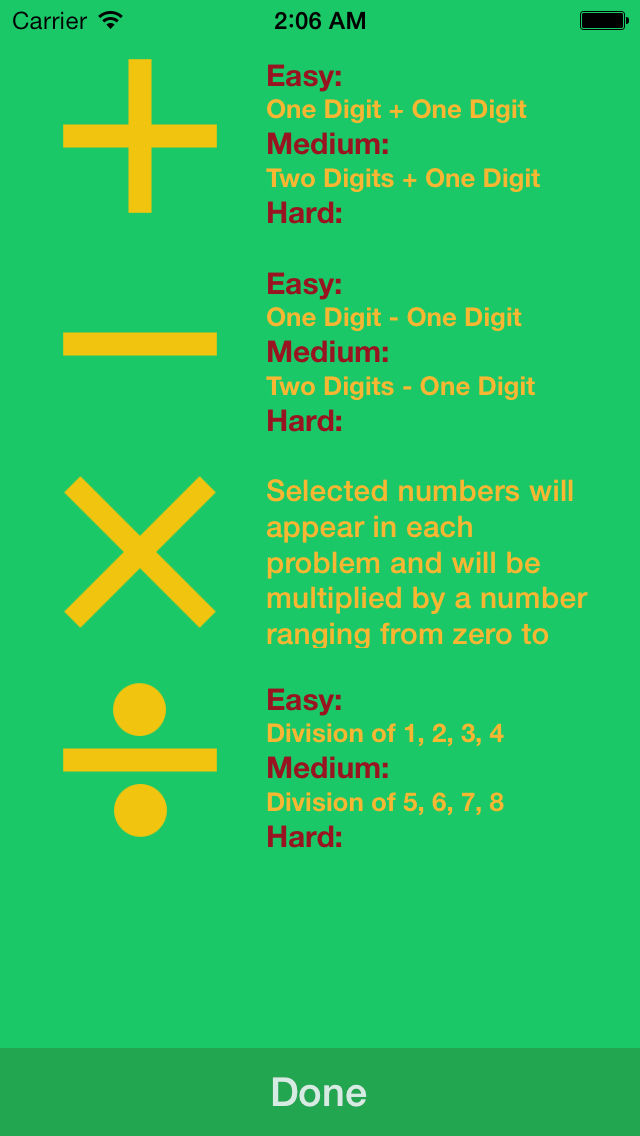 Carrier 2:06 AM
Easy:
One Digit + One Digit
Medium:
Two Digits + One Digit
Hard:
Easy:
One Digit - One Digit
Medium:
Two Digits - One Digit
Hard:
Selected numbers will
appear in each
problem and will be
multiplied by a number
ranging from zero to
Easy:
Division of 1, 2, 3, 4
Medium:
Division of 5, 6, 7, 8
Hard:
Done